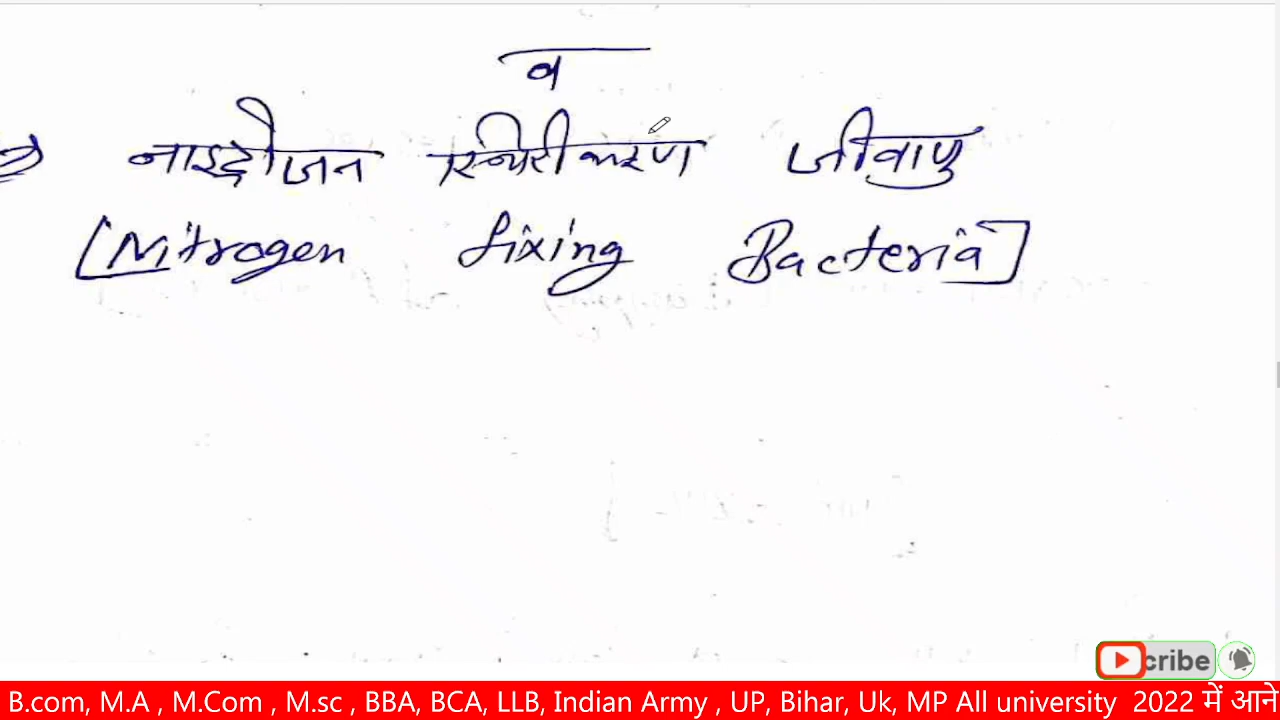 व
नाइट्रोजन स्थिरीकरण जीवाणु
[Nitrogen fixing Bacteria]
cribe
B.com, M.A , M.Com , M.sc , BBA, BCA, LLB, Indian Army , UP, Bihar, Uk, MP All university 2022 में आने